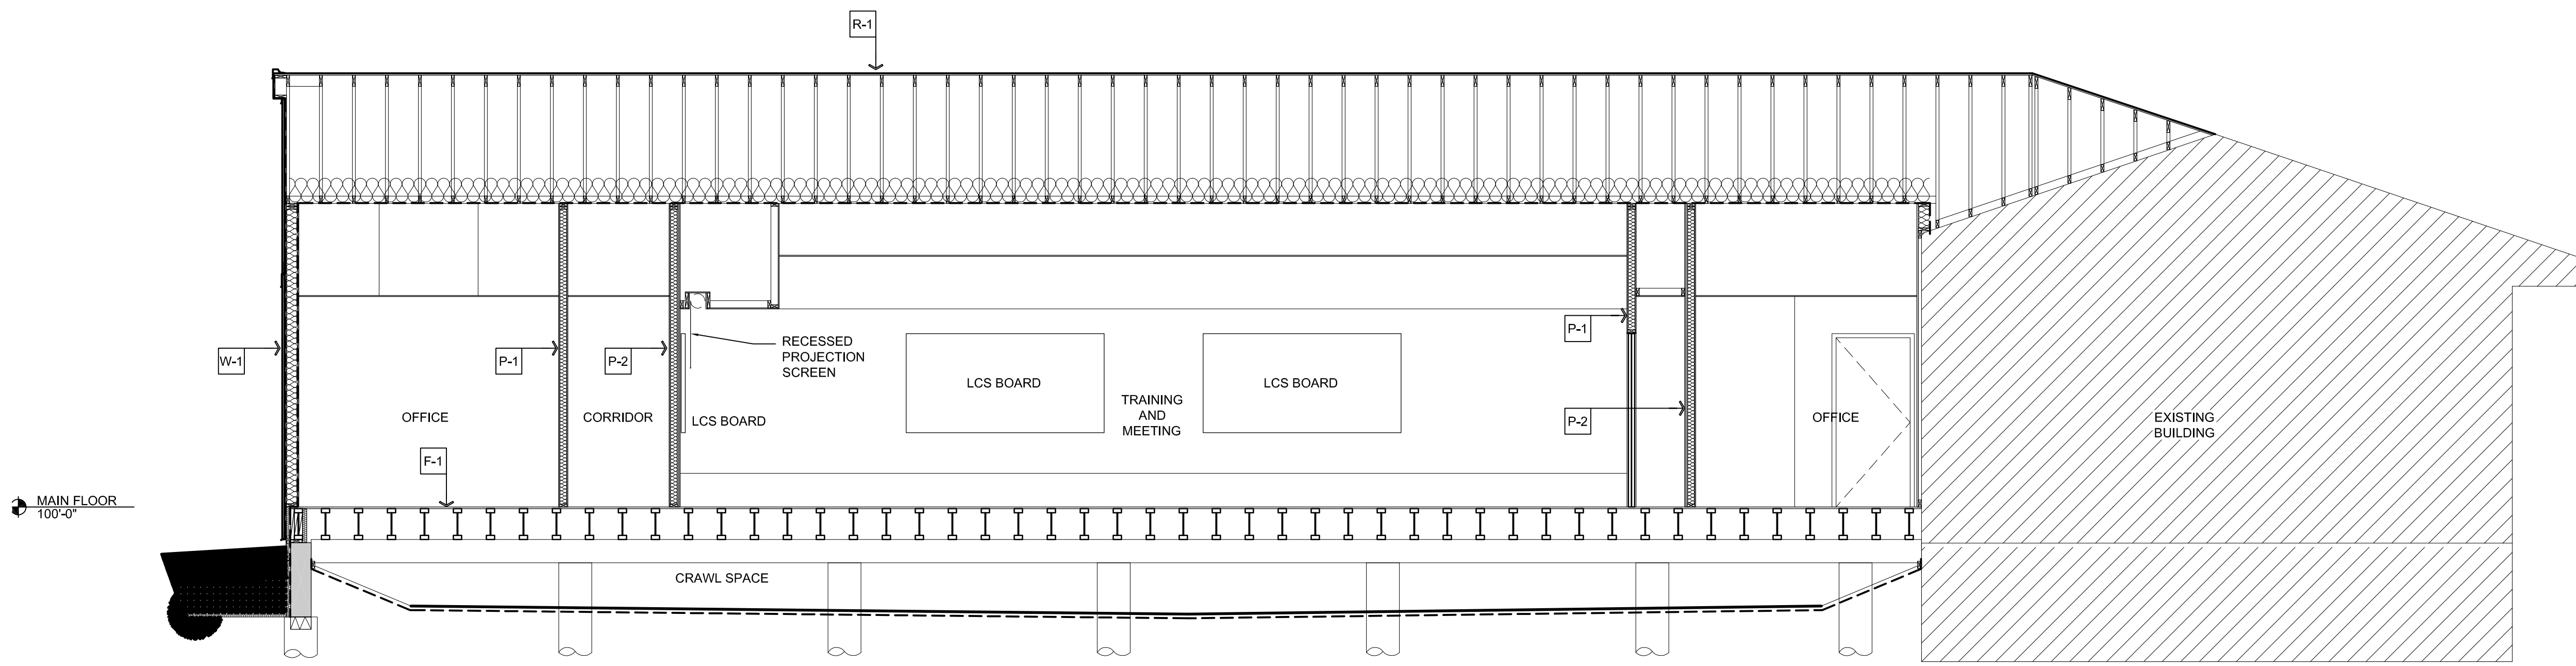 R-1
W-1
P-1
P-2
RECESSED
PROJECTION
SCREEN
P-1
LCS BOARD
LCS BOARD
TRAINING
AND
MEETING
P-2
OFFICE
CORRIDOR
LCS BOARD
OFFICE
EXISTING
BUILDING
F-1
MAIN FLOOR
100'-0"
CRAWL SPACE